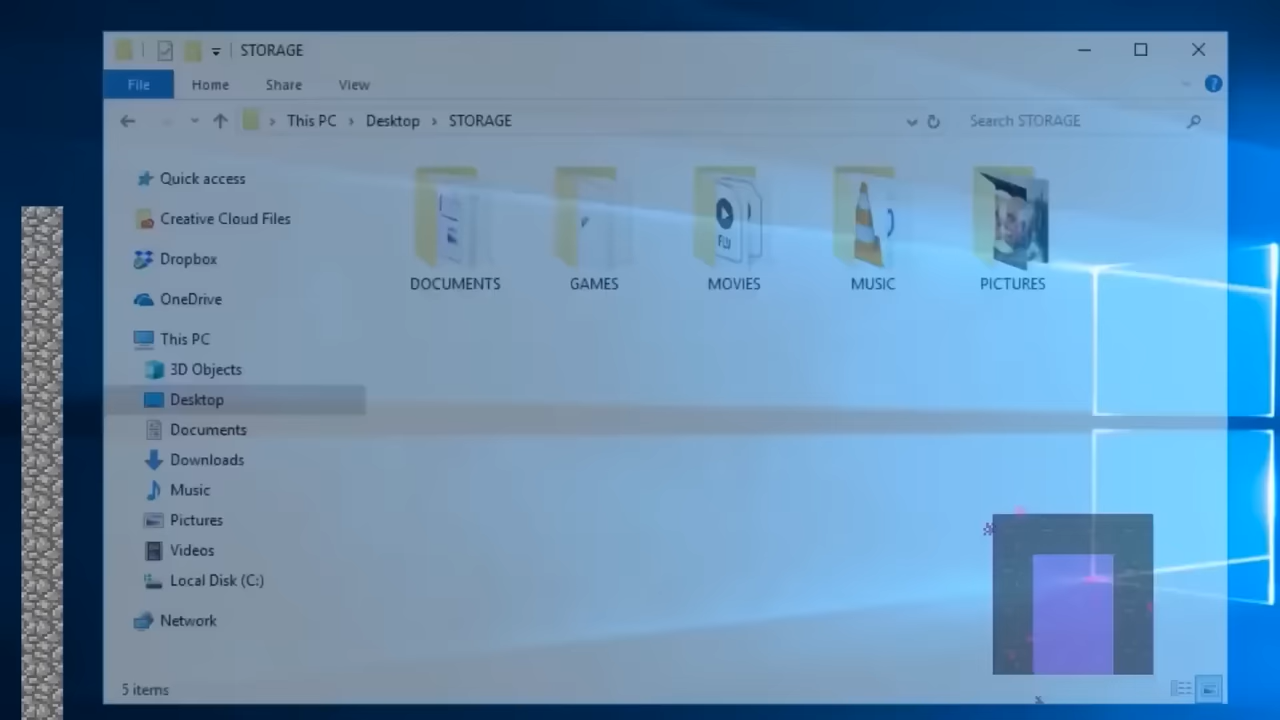 STORAGE
File Home Share View
This PC Desktop STORAGE Search STORAGE
Quick access
Creative Cloud Files
Dropbox
OneDrive
This PC
3D Objects
Desktop
Documents
Downloads
Music
Pictures
Videos
Local Disk (C:)
Network
DOCUMENTS GAMES MOVIES MUSIC PICTURES
5 items